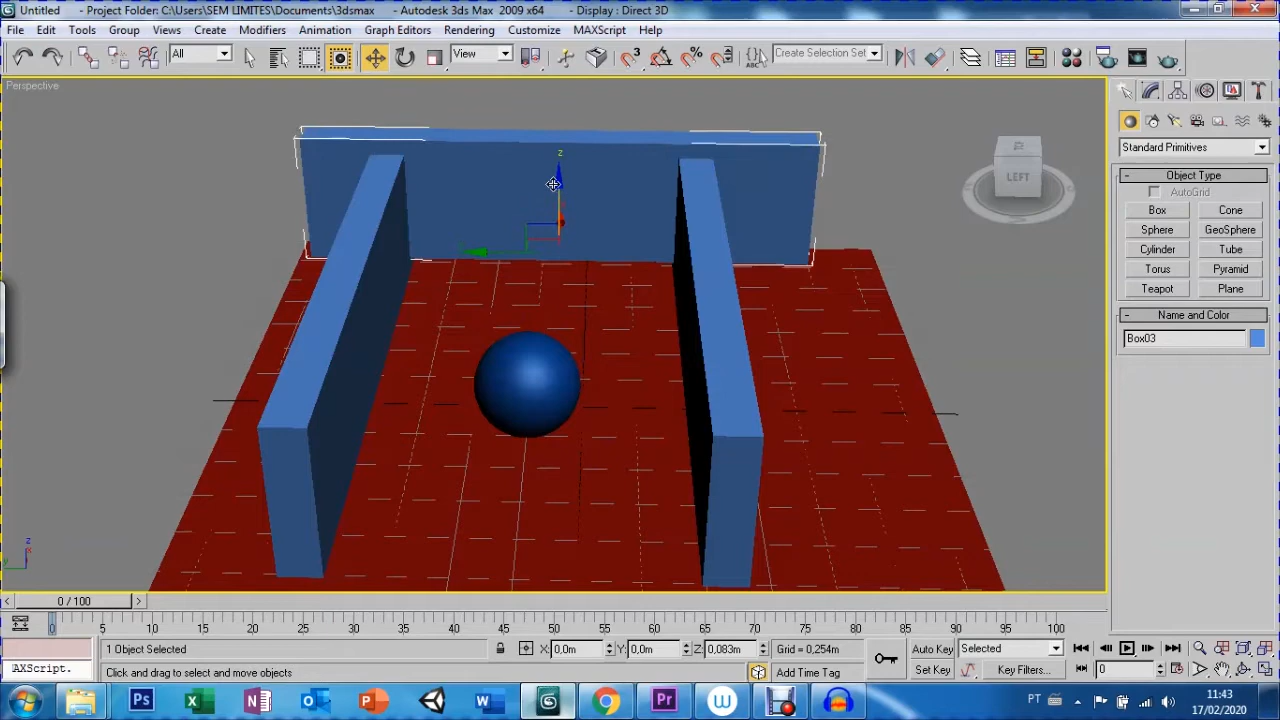 Untitled - Project Folder: C:\Users\SEM LIMITES\Documents\3dsmax - Autodesk 3ds Max 2009 x64 - Display : Direct 3D
File Edit Tools Group Views Create Modifiers Animation Graph Editors Rendering Customize MAXScript Help
All View 3 % ABC Create Selection Set
Perspective
z
LEFT
Standard Primitives
- Object Type
AutoGrid
Box Cone
Sphere GeoSphere
Cylinder Tube
Torus Pyramid
Teapot Plane
- Name and Color
Box03
z
x
y
< 0 / 100 >
0 5 10 15 20 25 30 35 40 45 50 55 60 65 70 75 80 85 90 95 100
1 Object Selected X: 0,0m Y: 0,0m Z: 0,083m Grid = 0,254m Auto Key Selected
AXScript. Click and drag to select and move objects Add Time Tag Set Key Key Filters... 0
Ps X N O P W Pr W PT 11:43
17/02/2020